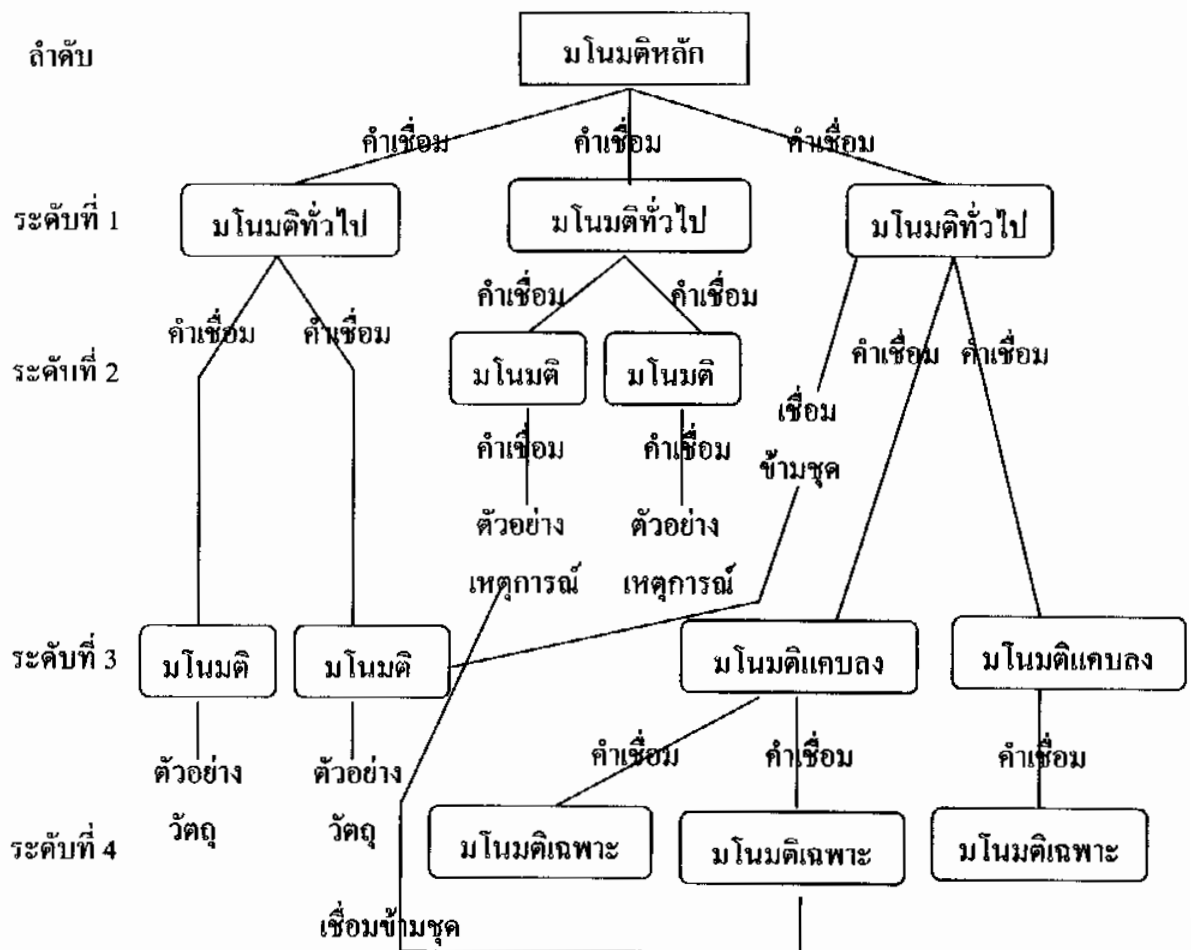 ลำดับ
มโนมติหลัก
คำเชื่อม คำเชื่อม คำเชื่อม
ระดับที่ 1
มโนมติทั่วไป มโนมติทั่วไป มโนมติทั่วไป
คำเชื่อม คำเชื่อม
คำเชื่อม คำเชื่อม คำเชื่อม คำเชื่อม
ระดับที่ 2
มโนมติ มโนมติ
เชื่อม
คำเชื่อม คำเชื่อม ข้ามชุด
ตัวอย่าง ตัวอย่าง
เหตุการณ์ เหตุการณ์
ระดับที่ 3
มโนมติ มโนมติ มโนมติแคบลง มโนมติแคบลง
คำเชื่อม คำเชื่อม คำเชื่อม
ตัวอย่าง ตัวอย่าง
วัตถุ วัตถุ
ระดับที่ 4
มโนมติเฉพาะ มโนมติเฉพาะ มโนมติเฉพาะ
เชื่อมข้ามชุด